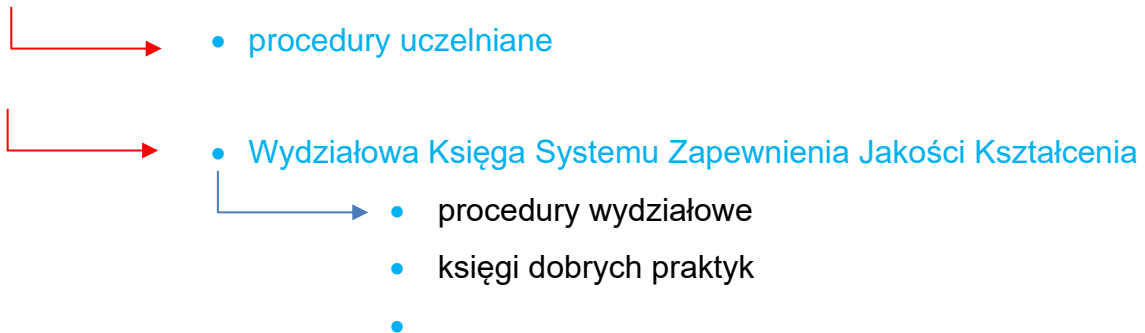 • procedury uczelniane
• Wydziałowa Księga Systemu Zapewnienia Jakości Kształcenia
• procedury wydziałowe
• księgi dobrych praktyk
•